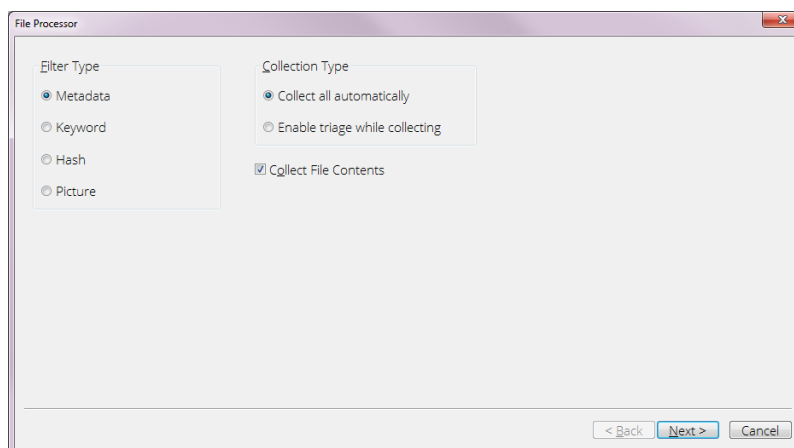 File Processor
Filter Type
Metadata
Keyword
Hash
Picture
Collection Type
Collect all automatically
Enable triage while collecting
Collect File Contents
< Back
Next >
Cancel